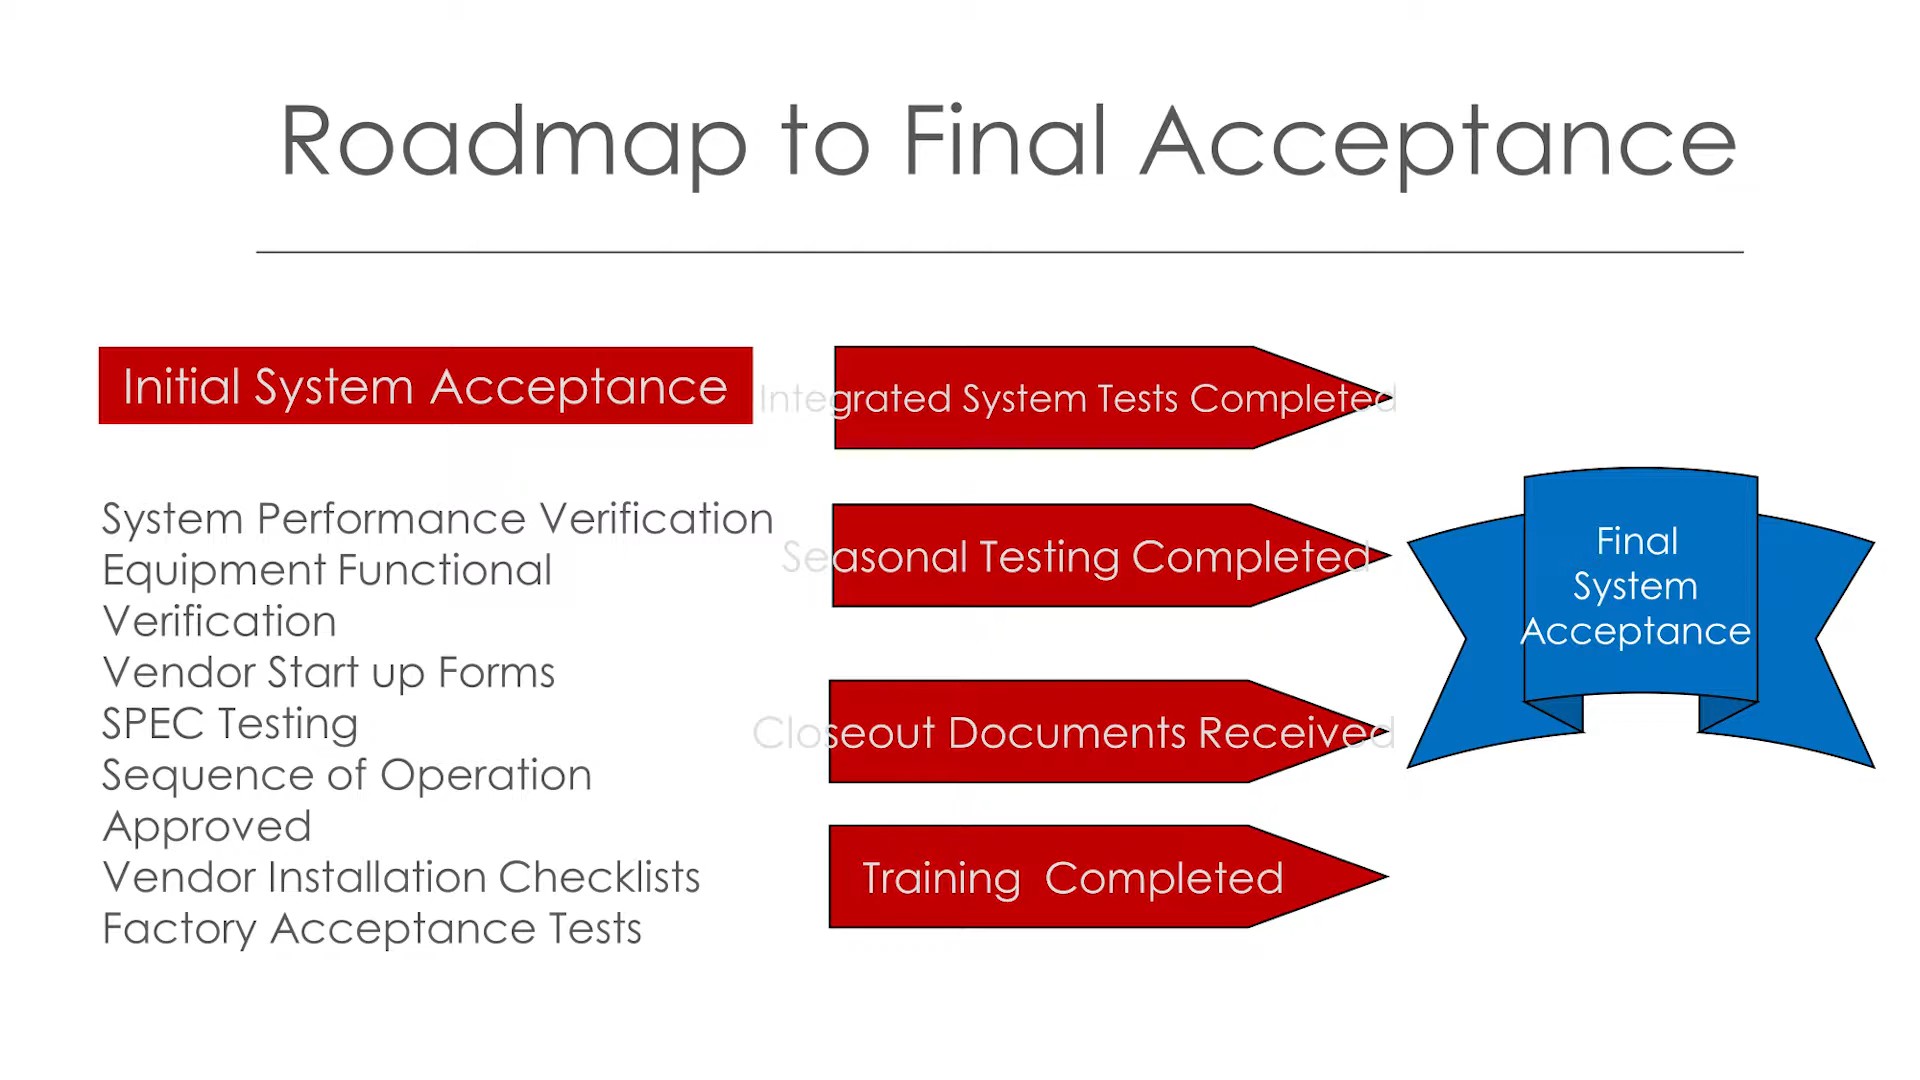 Roadmap to Final Acceptance
Initial System Acceptance
System Performance Verification
Equipment Functional
Verification
Vendor Start up Forms
SPEC Testing
Sequence of Operation
Approved
Vendor Installation Checklists
Factory Acceptance Tests
Integrated System Tests Completed
Seasonal Testing Completed
Closeout Documents Received
Training  Completed
Final
System
Acceptance